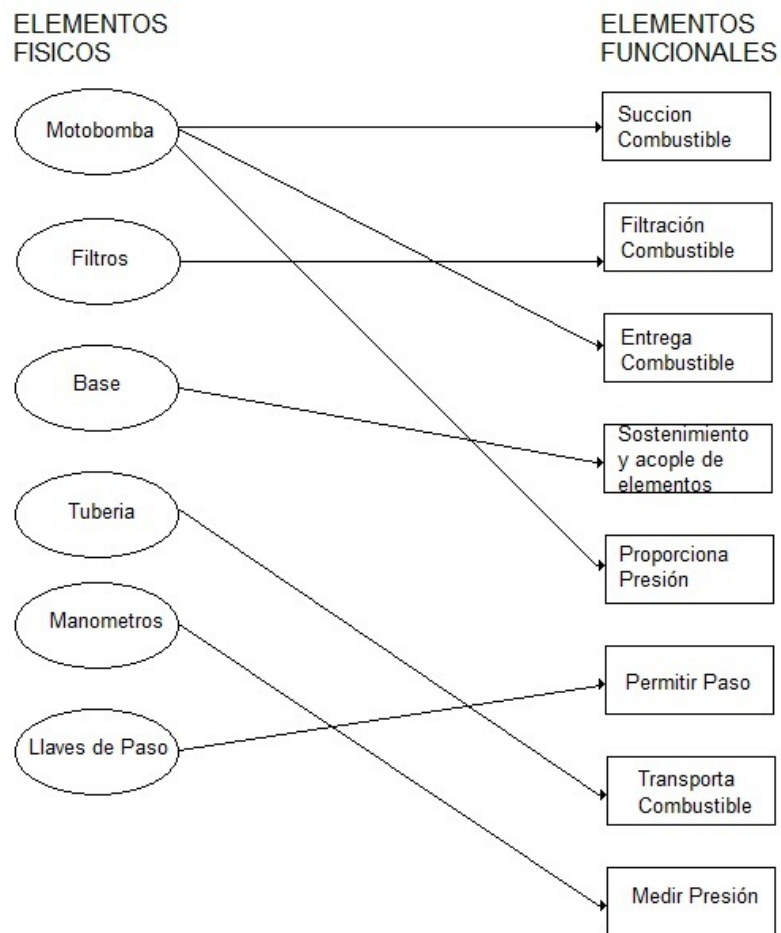 ELEMENTOS
FISICOS
Motobomba
Filtros
Base
Tuberia
Manometros
Llaves de Paso
ELEMENTOS
FUNCIONALES
Succion
Combustible
Filtración
Combustible
Entrega
Combustible
Sostenimiento
y acople de
elementos
Proporciona
Presión
Permitir Paso
Transporta
Combustible
Medir Presión